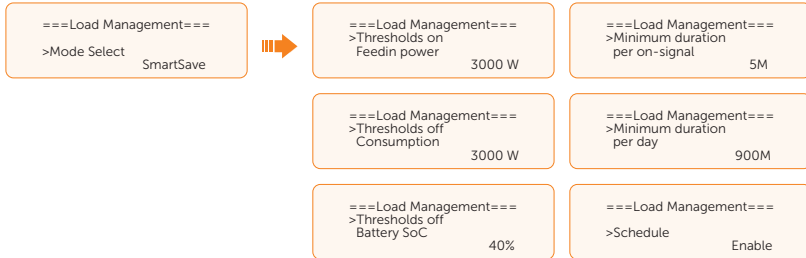 ===Load Management===
>Mode Select
SmartSave
===Load Management===
>Thresholds on
Feedin power
3000 W
===Load Management===
>Minimum duration
per on-signal
5M
===Load Management===
>Thresholds off
Consumption
3000 W
===Load Management===
>Minimum duration
per day
900M
===Load Management===
>Thresholds off
Battery SoC
40%
===Load Management===
>Schedule
Enable